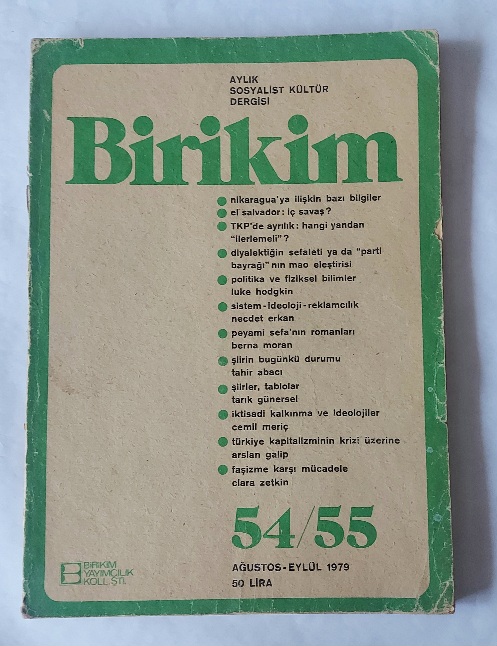 AYLIK
SOSYALİST KÜLTÜR
DERGİSİ
Birikim
nikaragua'ya ilişkin bazı bilgiler
el salvador: iç savaş?
TKP'de ayrılık: hangi yandan
"ilerlemeli"?
diyalektiğin sefaleti ya da "parti
bayrağı"nın mao eleştirisi
politika ve fiziksel bilimler
luke hodgkin
sistem-ideoloji-reklamcılık
necdet erkan
peyami sefa'nın romanları
berna moran
şiirin bugünkü durumu
tahir abacı
şiirler, tablolar
tarık günersel
iktisadi kalkınma ve ideolojiler
cemil meriç
türkiye kapitalizminin krizi üzerine
arslan galip
faşizme karşı mücadele
clara zetkin
54/55
AĞUSTOS-EYLÜL 1979
50 LİRA
BİRİKİM
YAYIMCILIK
KOLL. ŞTİ.